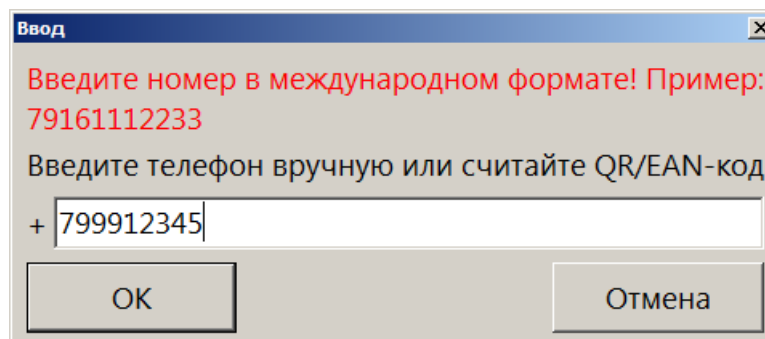 Ввод
Введите номер в международном формате! Пример:
79161112233
Введите телефон вручную или считайте QR/EAN-код
+ 799912345
OK Отмена